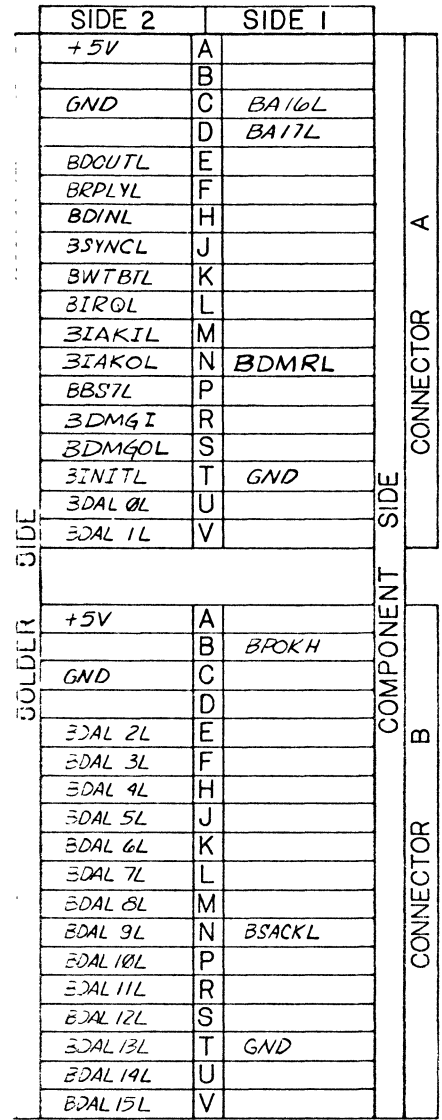 SIDE 2 SIDE 1
+5V A
B
GND C BA16L
D BA17L
E BDOUTL
BRPLYL F
BDINL H
BSYNCL J
BWTBTL K
BIRQL L
BIAKIL M
BIAKOL N BDMRL
BBS7L P
BDMGI R
BDMGOL S
BINITL T GND
BDAL 0L U
BDAL 1L V
CONNECTOR A
+5V A
B BPOKH
GND C
D
BDAL 2L E
BDAL 3L F
BDAL 4L H
BDAL 5L J
BDAL 6L K
BDAL 7L L
BDAL 8L M
BDAL 9L N BSACKL
BDAL 10L P
BDAL 11L R
BDAL 12L S
BDAL 13L T GND
BDAL 14L U
BDAL 15L V
CONNECTOR B
SOLDER SIDE
COMPONENT SIDE